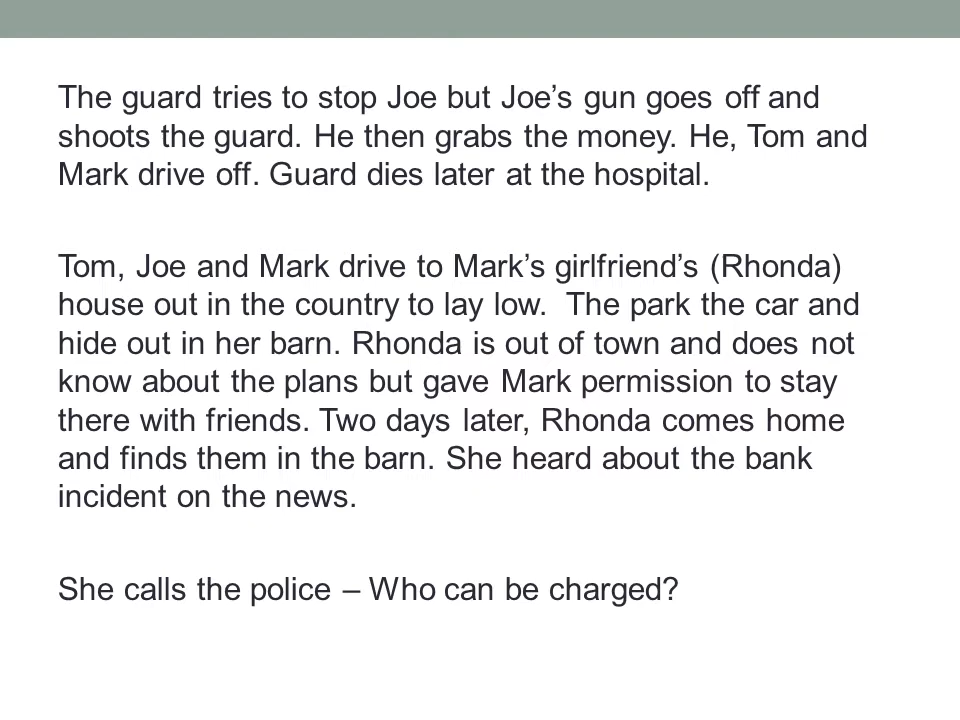 The guard tries to stop Joe but Joe’s gun goes off and
shoots the guard. He then grabs the money. He, Tom and
Mark drive off. Guard dies later at the hospital.
Tom, Joe and Mark drive to Mark’s girlfriend’s (Rhonda)
house out in the country to lay low.  The park the car and
hide out in her barn. Rhonda is out of town and does not
know about the plans but gave Mark permission to stay
there with friends. Two days later, Rhonda comes home
and finds them in the barn. She heard about the bank
incident on the news.
She calls the police – Who can be charged?